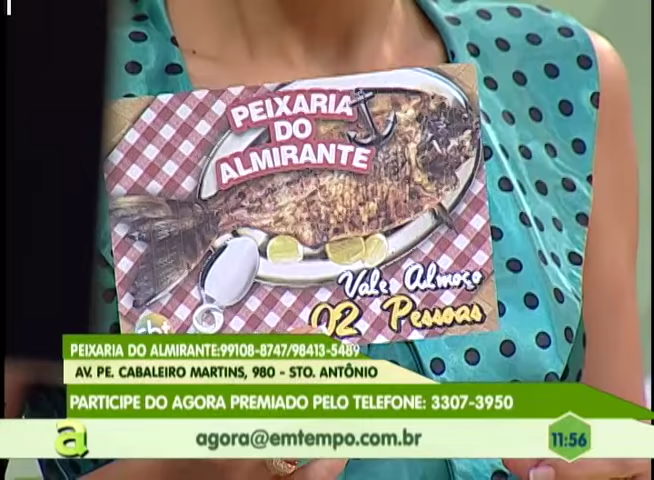 PEIXARIA
DO
ALMIRANTE
Vale Almoço
02 Pessoas
sbt
PEIXARIA DO ALMIRANTE:99108-8747/98413-5489
AV. PE. CABALEIRO MARTINS, 980 - STO. ANTÔNIO
PARTICIPE DO AGORA PREMIADO PELO TELEFONE: 3307-3950
a
agora@emtempo.com.br
11:56